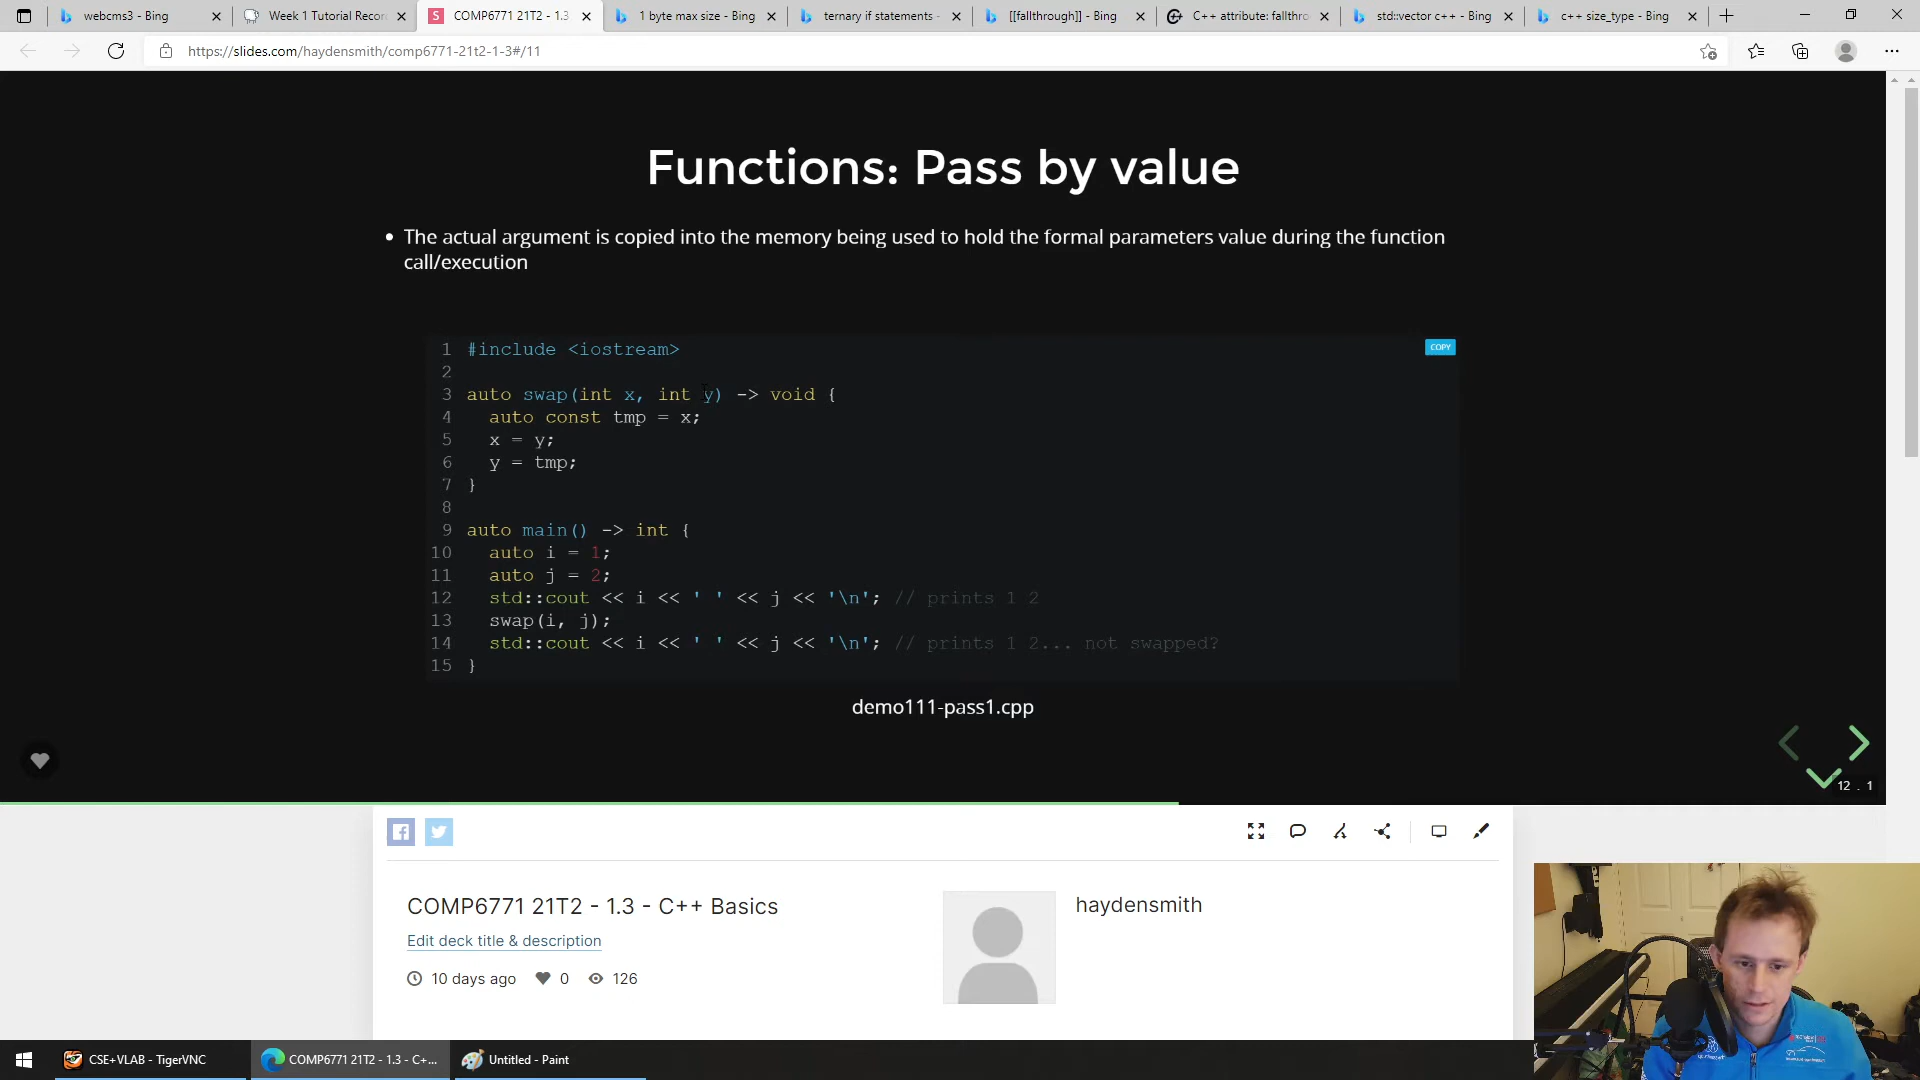 webcms3 - Bing
Week 1 Tutorial Recor
COMP6771 21T2 - 1.3
1 byte max size - Bing
ternary if statements -
[[fallthrough]] - Bing
C++ attribute: fallthro
std::vector c++ - Bing
c++ size_type - Bing
https://slides.com/haydensmith/comp6771-21t2-1-3#/11
Functions: Pass by value
The actual argument is copied into the memory being used to hold the formal parameters value during the function
call/execution
COPY
1 #include <iostream>
2
3 auto swap(int x, int y) -> void {
4 auto const tmp = x;
5 x = y;
6 y = tmp;
7 }
8
9 auto main() -> int {
10 auto i = 1;
11 auto j = 2;
12 std::cout << i << ' ' << j << '\n'; // prints 1 2
13 swap(i, j);
14 std::cout << i << ' ' << j << '\n'; // prints 1 2... not swapped?
15 }
demo111-pass1.cpp
12 . 1
COMP6771 21T2 - 1.3 - C++ Basics
haydensmith
Edit deck title & description
10 days ago 0 126
CSE+VLAB - TigerVNC
COMP6771 21T2 - 1.3 - C+...
Untitled - Paint